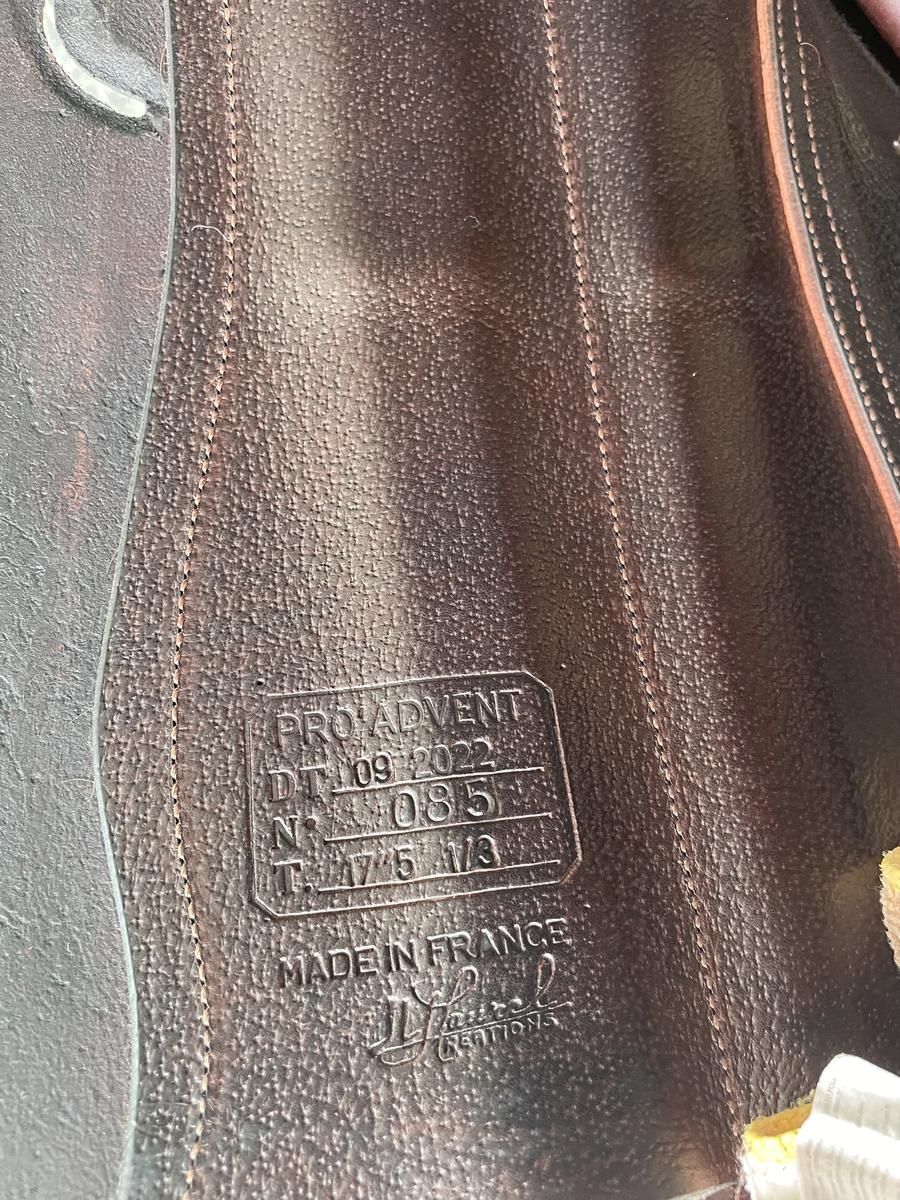 PRO'ADVENT
DT. 09 2022
N° 085
T. 17"5 1/3
MADE IN FRANCE
CREATIONS